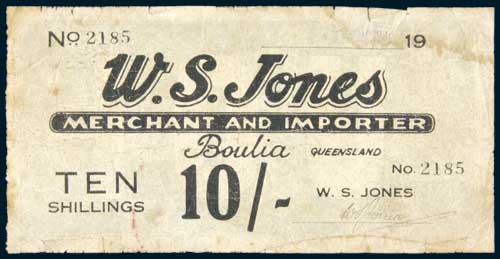 No 2185 19
W. S. Jones
MERCHANT AND IMPORTER
Boulia QUEENSLAND
No. 2185
TEN SHILLINGS
10/-
W. S. JONES